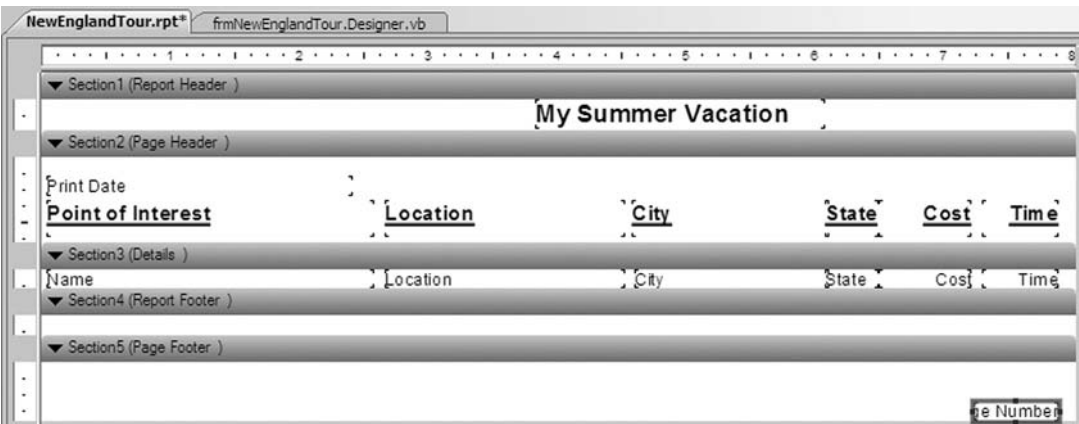 NewEnglandTour.rpt* frmNewEnglandTour.Designer.vb
1 2 3 4 5 6 7 8
Section1 (Report Header )
My Summer Vacation
Section2 (Page Header )
Print Date
Point of Interest Location City State Cost Time
Section3 (Details )
Name Location City State Cost Time
Section4 (Report Footer )
Section5 (Page Footer )
ge Number